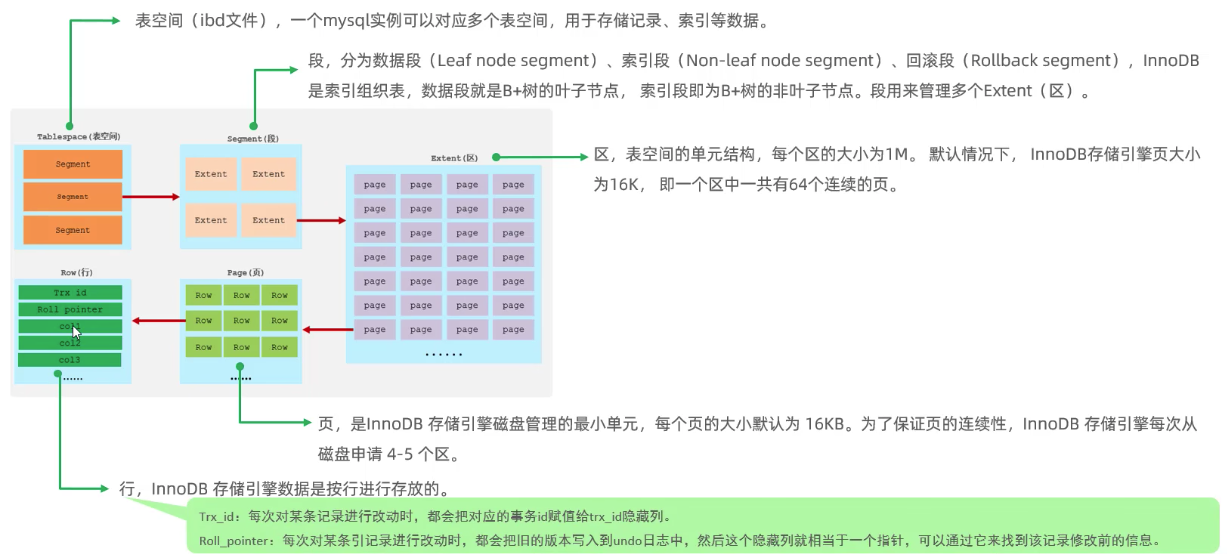 表空间（ibd文件），一个mysql实例可以对应多个表空间，用于存储记录、索引等数据。
段，分为数据段（Leaf node segment）、索引段（Non-leaf node segment）、回滚段（Rollback segment），InnoDB
是索引组织表，数据段就是B+树的叶子节点， 索引段即为B+树的非叶子节点。段用来管理多个Extent（区）。
Tablespace(表空间)
Segment
Segment
Segment
Segment(段)
Extent Extent
Extent Extent
Extent(区)
page page page page
page page page page
page page page page
page page page page
page page page page
page page page page
page page page page
......
区，表空间的单元结构，每个区的大小为1M。 默认情况下， InnoDB存储引擎页大小
为16K， 即一个区中一共有64个连续的页。
Row(行)
Trx id
Roll pointer
col1
col2
col3
......
Page(页)
Row Row Row
Row Row Row
Row Row Row
......
页，是InnoDB 存储引擎磁盘管理的最小单元，每个页的大小默认为 16KB。为了保证页的连续性，InnoDB 存储引擎每次从
磁盘申请 4-5 个区。
行，InnoDB 存储引擎数据是按行进行存放的。
Trx_id：每次对某条记录进行改动时，都会把对应的事务id赋值给trx_id隐藏列。
Roll_pointer：每次对某条引记录进行改动时，都会把旧的版本写入到undo日志中，然后这个隐藏列就相当于一个指针，可以通过它来找到该记录修改前的信息。